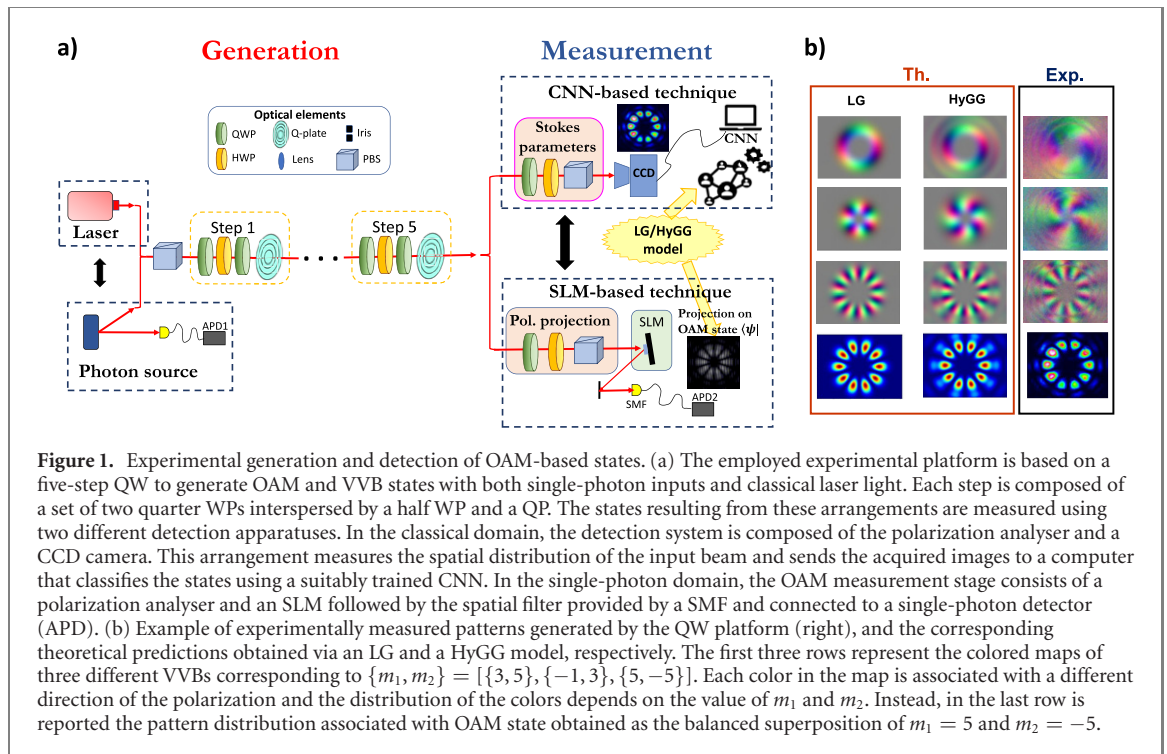 a)
Generation
Measurement
Optical elements
QWP
Q-plate
Iris
HWP
Lens
PBS
Laser
Photon source
APD1
Step 1
Step 5
CNN-based technique
Stokes
parameters
CCD
CNN
LG/HyGG
model
SLM-based technique
Pol. projection
SLM
Projection on
OAM state ⟨ψ|
SMF
APD2
b)
Th.
Exp.
LG
HyGG
Figure 1. Experimental generation and detection of OAM-based states. (a) The employed experimental platform is based on a
five-step QW to generate OAM and VVB states with both single-photon inputs and classical laser light. Each step is composed of
a set of two quarter WPs interspersed by a half WP and a QP. The states resulting from these arrangements are measured using
two different detection apparatuses. In the classical domain, the detection system is composed of the polarization analyser and a
CCD camera. This arrangement measures the spatial distribution of the input beam and sends the acquired images to a computer
that classifies the states using a suitably trained CNN. In the single-photon domain, the OAM measurement stage consists of a
polarization analyser and an SLM followed by the spatial filter provided by a SMF and connected to a single-photon detector
(APD). (b) Example of experimentally measured patterns generated by the QW platform (right), and the corresponding
theoretical predictions obtained via an LG and a HyGG model, respectively. The first three rows represent the colored maps of
three different VVBs corresponding to {m₁, m₂} = [{3, 5}, {−1, 3}, {5, −5}]. Each color in the map is associated with a different
direction of the polarization and the distribution of the colors depends on the value of m₁ and m₂. Instead, in the last row is
reported the pattern distribution associated with OAM state obtained as the balanced superposition of m₁ = 5 and m₂ = −5.